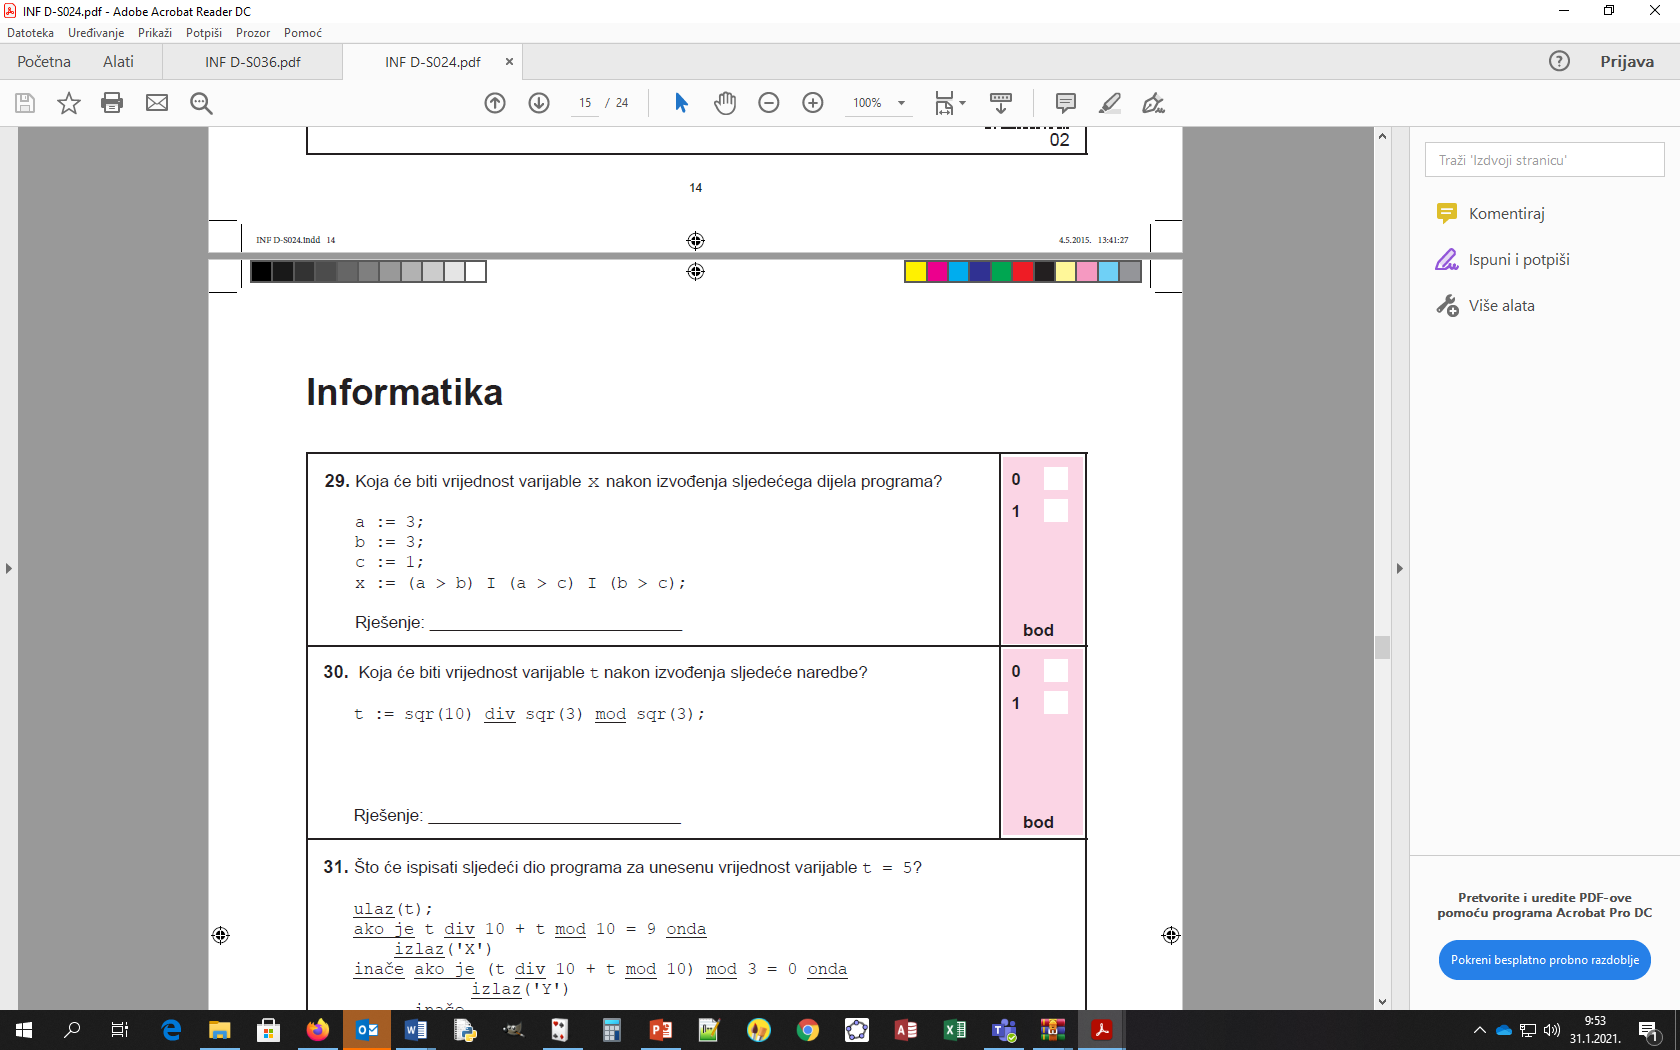 INF D-S024.pdf - Adobe Acrobat Reader DC
Datoteka Uređivanje Prikaži Potpiši Prozor Pomoć
Početna Alati INF D-S036.pdf INF D-S024.pdf × Prijava
15 / 24 100%
02
14
INF D-S024.indd 14 4.5.2015. 13:41:27
Traži 'Izdvoji stranicu'
Komentiraj
Ispuni i potpiši
Više alata
Informatika
29. Koja će biti vrijednost varijable x nakon izvođenja sljedećega dijela programa?
a := 3;
b := 3;
c := 1;
x := (a > b) I (a > c) I (b > c);
Rješenje: ____________________
0
1
bod
30. Koja će biti vrijednost varijable t nakon izvođenja sljedeće naredbe?
t := sqr(10) div sqr(3) mod sqr(3);
Rješenje: ____________________
0
1
bod
31. Što će ispisati sljedeći dio programa za unesenu vrijednost varijable t = 5?
ulaz(t);
ako je t div 10 + t mod 10 = 9 onda
izlaz('X')
inače ako je (t div 10 + t mod 10) mod 3 = 0 onda
izlaz('Y')
inače
Pretvorite i uredite PDF-ove
pomoću programa Acrobat Pro DC
Pokreni besplatno probno razdoblje
9:53
31.1.2021.
1